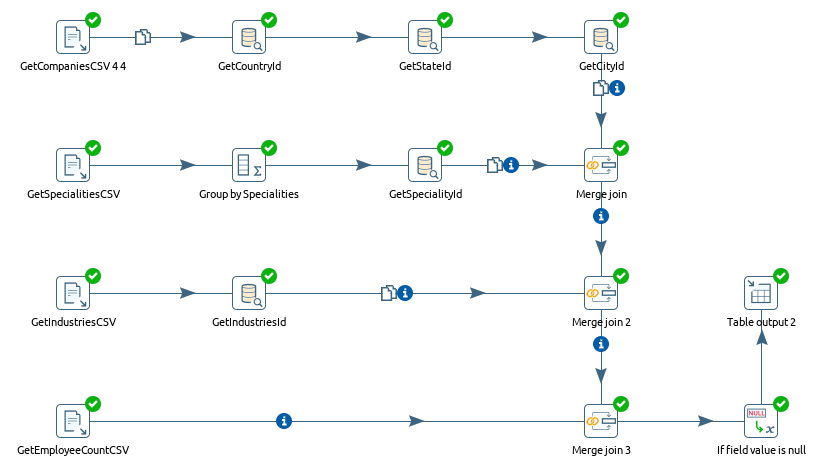 GetCompaniesCSV 4 4
GetCountryId
GetStateId
GetCityId
GetSpecialitiesCSV
Group by Specialities
GetSpecialityId
Merge join
GetIndustriesCSV
GetIndustriesId
Merge join 2
Table output 2
GetEmployeeCountCSV
Merge join 3
NULL
x
If field value is null